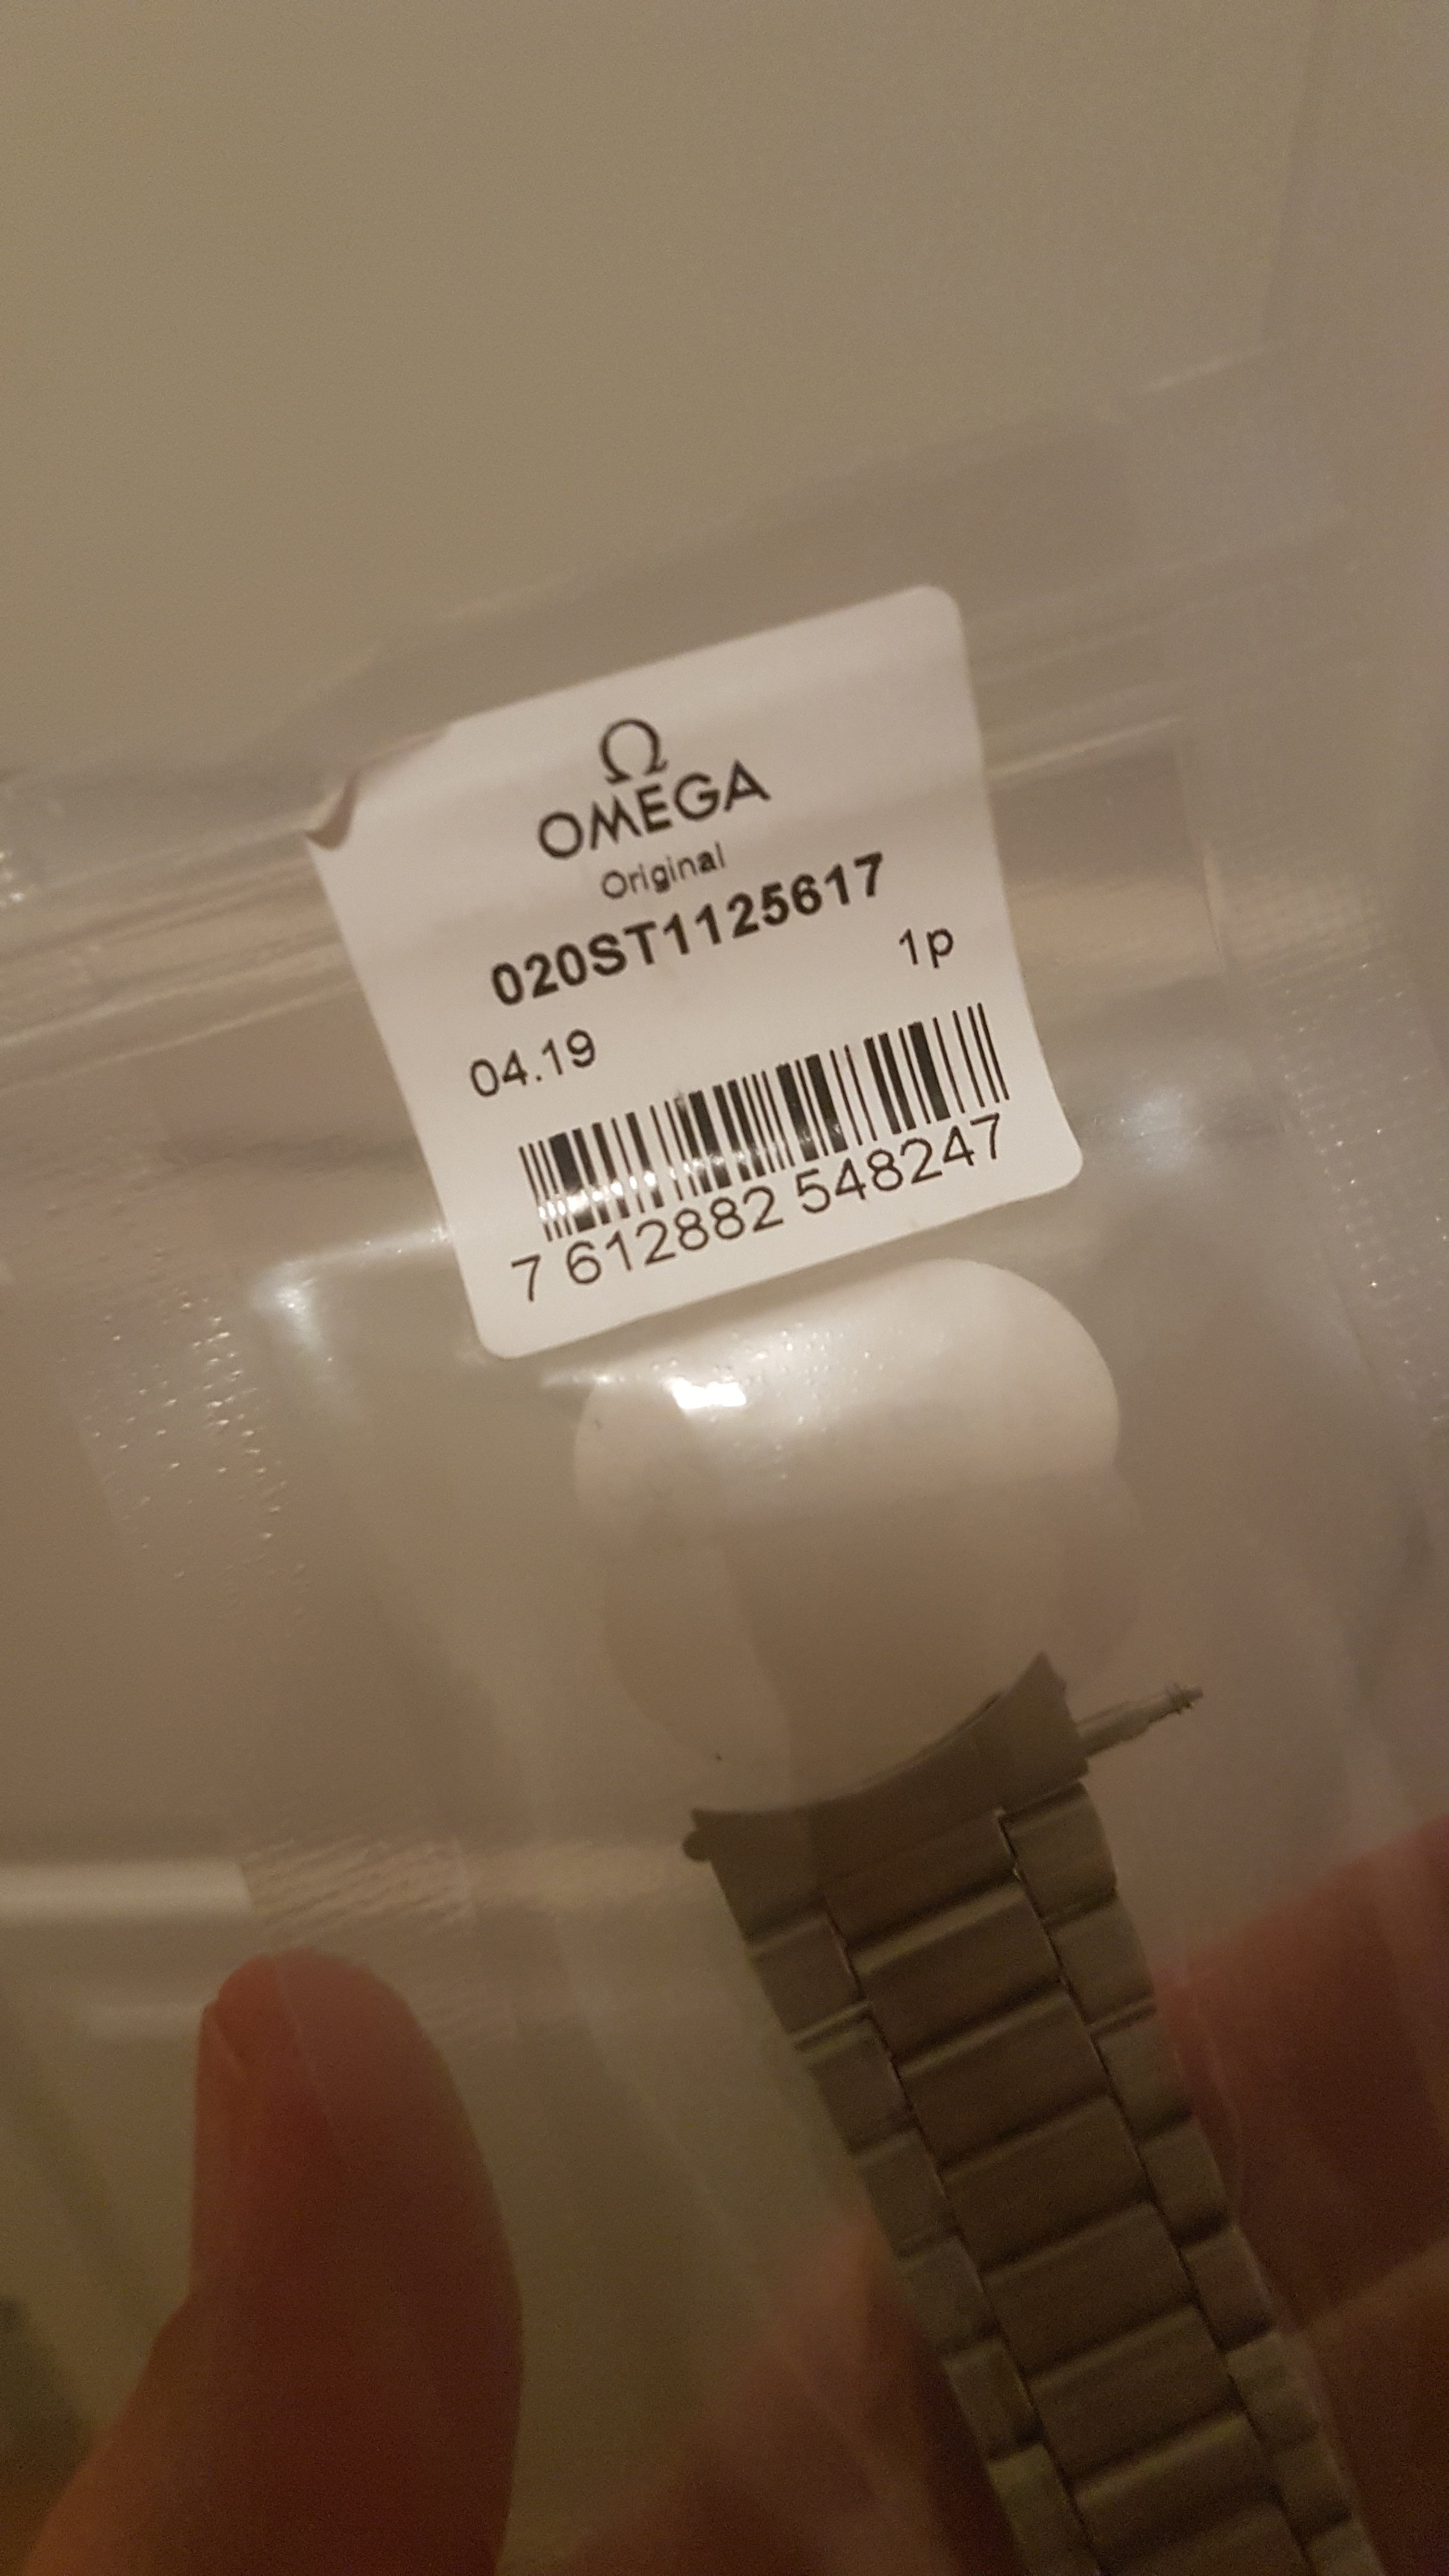 Ω
OMEGA
Original
020ST1125617
1p
04.19
7 612882 548247